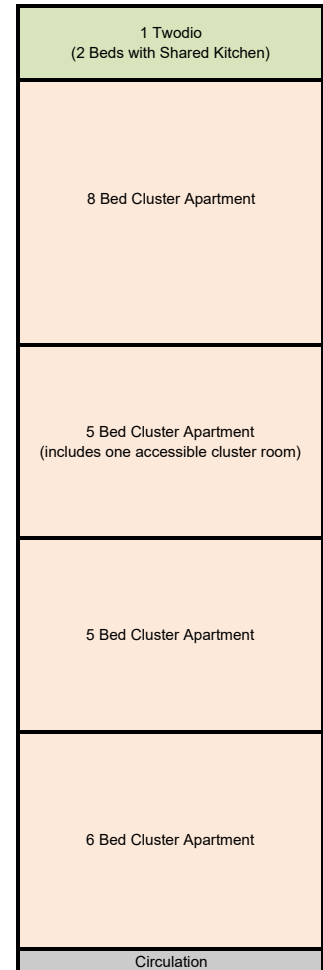 1 Twodio
(2 Beds with Shared Kitchen)
8 Bed Cluster Apartment
5 Bed Cluster Apartment
(includes one accessible cluster room)
5 Bed Cluster Apartment
6 Bed Cluster Apartment
Circulation